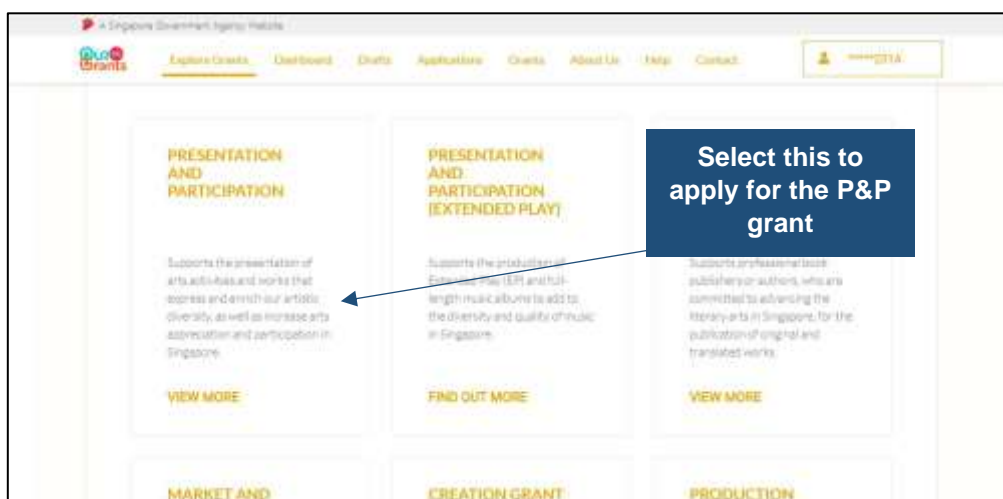 A Singapore Government Agency Website
Our SG
Grants
Explore Grants Dashboard Drafts Applications Grants About Us Help Contact
PRESENTATION
AND
PARTICIPATION
Supports the presentation of
arts activities and works that
express and enrich our artistic
diversity, as well as increase arts
appreciation and participation in
Singapore.
VIEW MORE
PRESENTATION
AND
PARTICIPATION
(EXTENDED PLAY)
Supports the production of
Extended Play (EP) and full-
length music albums to add to
the diversity and quality of music
in Singapore.
FIND OUT MORE
Select this to
apply for the P&P
grant
Supports professional book
publishers or authors, who are
committed to advancing the
literary arts in Singapore, for the
publication of original and
translated works.
VIEW MORE
MARKET AND
CREATION GRANT
PRODUCTION